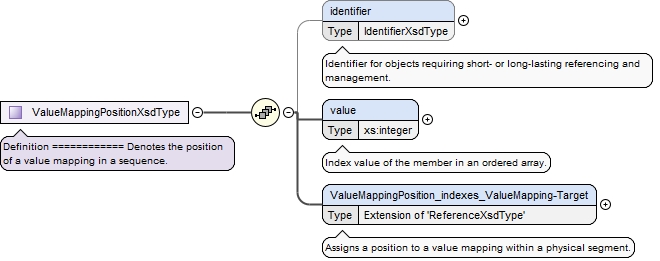 identifier
Type IdentifierXsdType
Identifier for objects requiring short- or long-lasting referencing and
management.
ValueMappingPositionXsdType
Definition ============ Denotes the position
of a value mapping in a sequence.
value
Type xs:integer
Index value of the member in an ordered array.
ValueMappingPosition_indexes_ValueMapping-Target
Type Extension of 'ReferenceXsdType'
Assigns a position to a value mapping within a physical segment.